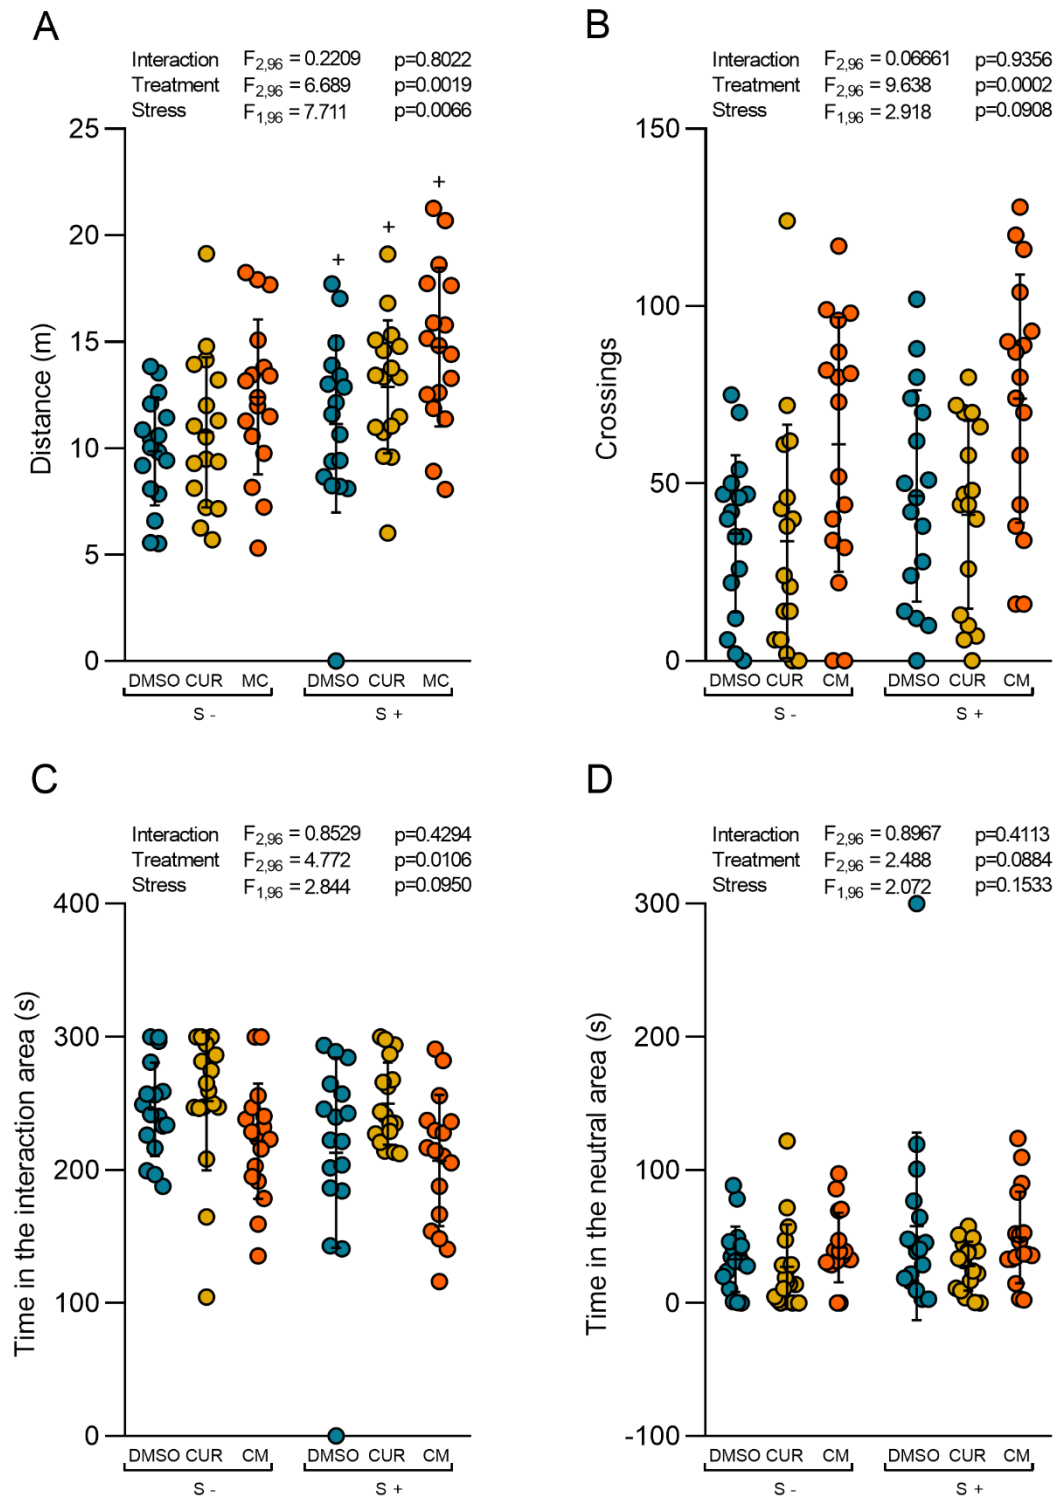 A
Interaction F2,96 = 0.2209 p=0.8022
Treatment F2,96 = 6.689 p=0.0019
Stress F1,96 = 7.711 p=0.0066
Distance (m)
25
20
15
10
5
0
+ + +
DMSO CUR MC DMSO CUR MC
S - S +
B
Interaction F2,96 = 0.06661 p=0.9356
Treatment F2,96 = 9.638 p=0.0002
Stress F1,96 = 2.918 p=0.0908
Crossings
150
100
50
0
DMSO CUR CM DMSO CUR CM
S - S +
C
Interaction F2,96 = 0.8529 p=0.4294
Treatment F2,96 = 4.772 p=0.0106
Stress F1,96 = 2.844 p=0.0950
Time in the interaction area (s)
400
300
200
100
0
DMSO CUR CM DMSO CUR CM
S - S +
D
Interaction F2,96 = 0.8967 p=0.4113
Treatment F2,96 = 2.488 p=0.0884
Stress F1,96 = 2.072 p=0.1533
Time in the neutral area (s)
300
200
100
0
-100
DMSO CUR CM DMSO CUR CM
S - S +